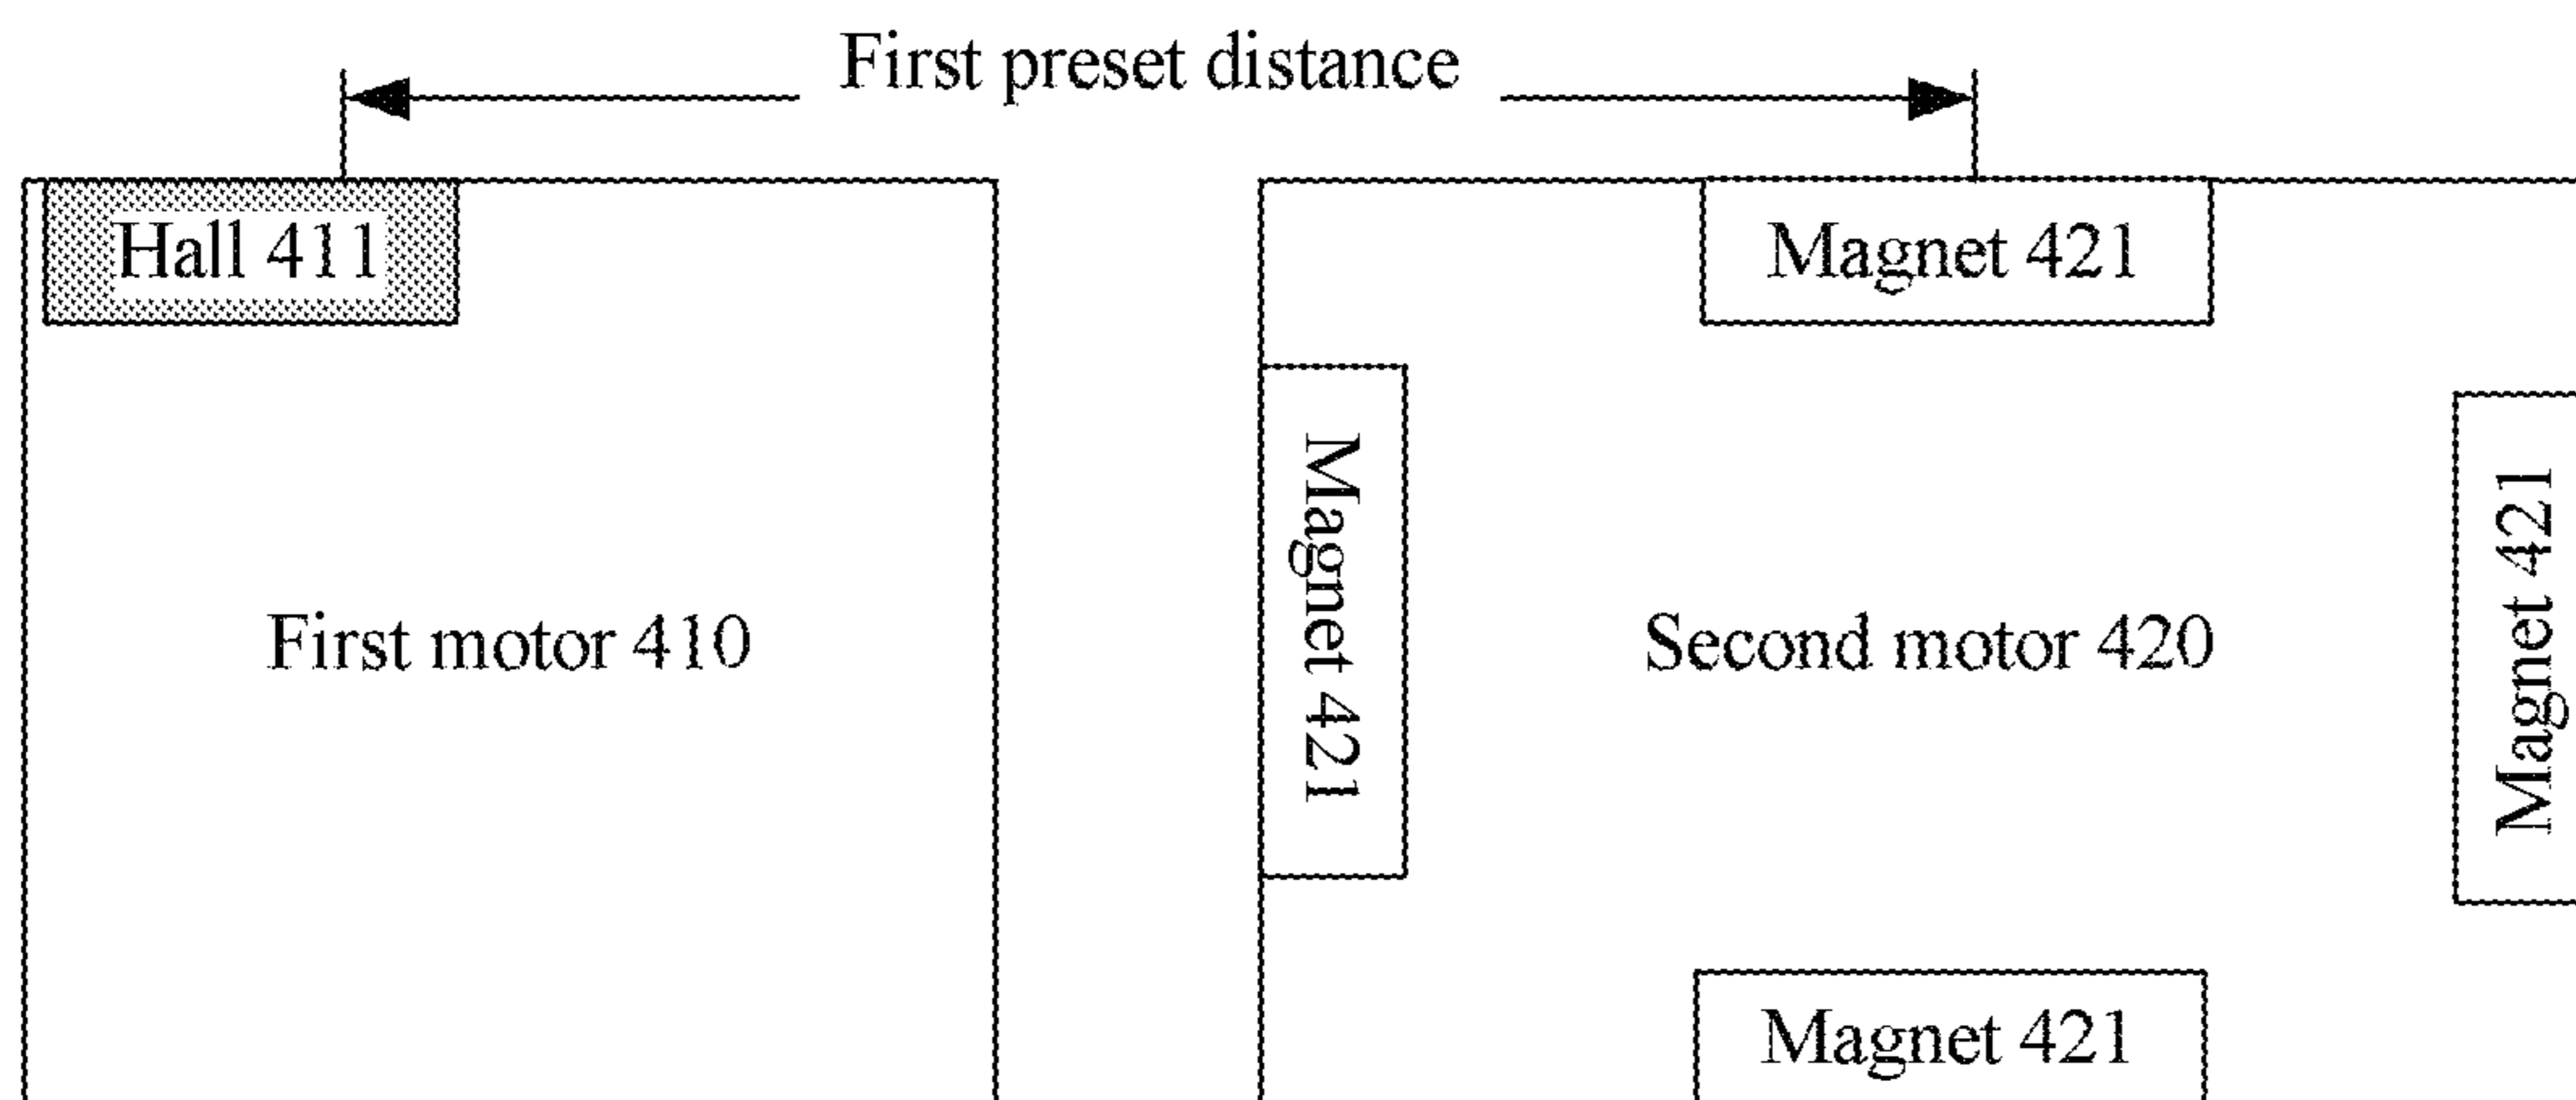 First preset distance
Hall 411
Magnet 421
Magnet 421
Magnet 421
First motor 410
Second motor 420
Magnet 421